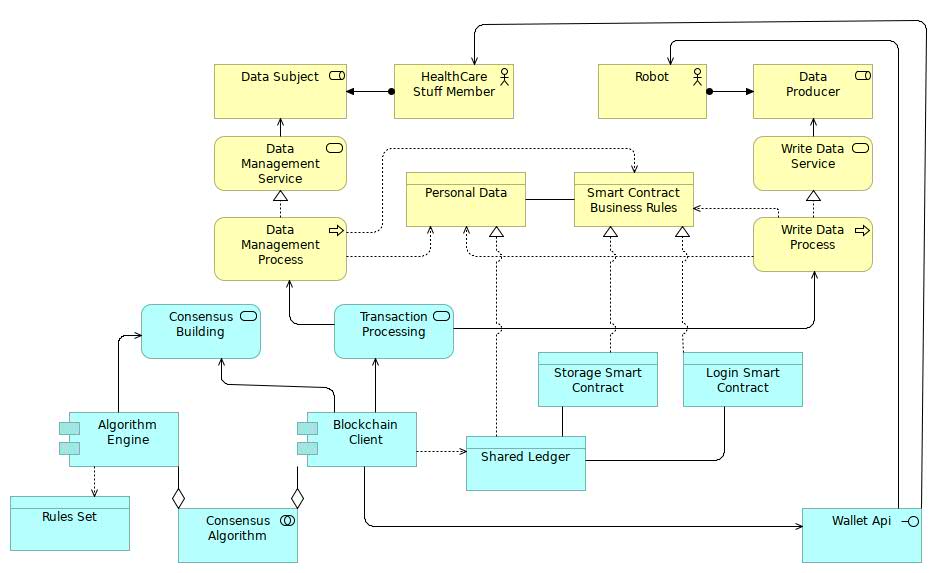 Data Subject
HealthCare
Stuff Member
Robot
Data
Producer
Data
Management
Service
Write Data
Service
Personal Data
Smart Contract
Business Rules
Data
Management
Process
Write Data
Process
Consensus
Building
Transaction
Processing
Storage Smart
Contract
Login Smart
Contract
Algorithm
Engine
Blockchain
Client
Shared Ledger
Rules Set
Consensus
Algorithm
Wallet Api